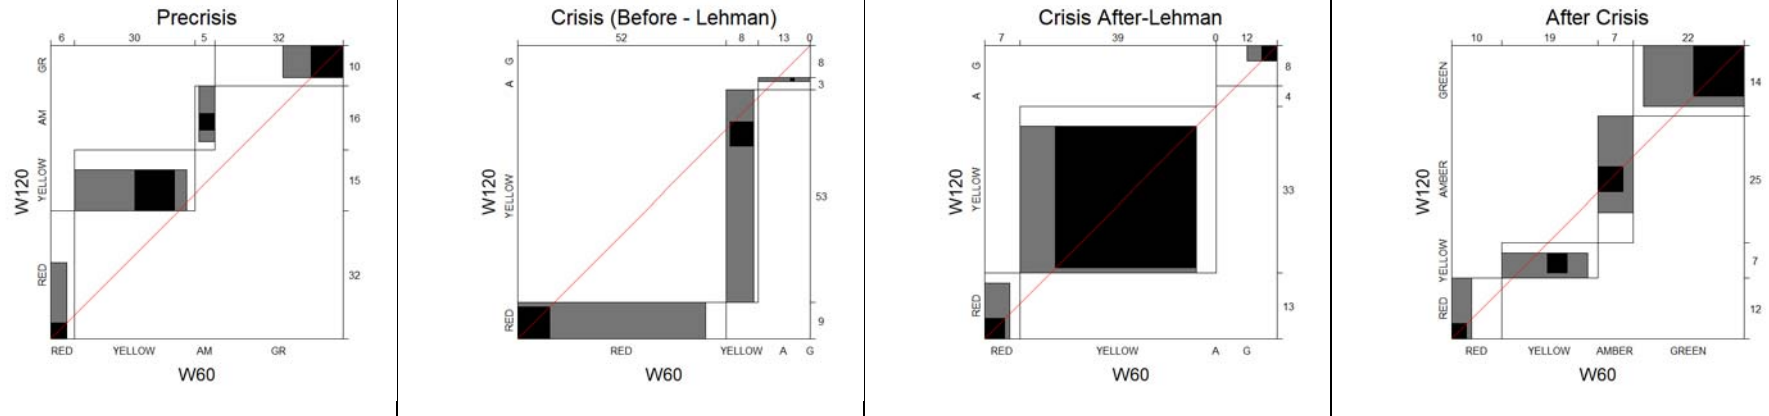 Precrisis
6 30 5 32
GR 10
AM 16
YELLOW 15
RED 32
W120
RED YELLOW AM GR
W60
Crisis (Before - Lehman)
52 8 13 0
G 8
A 3
YELLOW 53
RED 9
W120
RED YELLOW A G
W60
Crisis After-Lehman
7 39 0 12
G 8
A 4
YELLOW 33
RED 13
W120
RED YELLOW A G
W60
After Crisis
10 19 7 22
GREEN 14
AMBER 25
YELLOW 7
RED 12
W120
RED YELLOW AMBER GREEN
W60